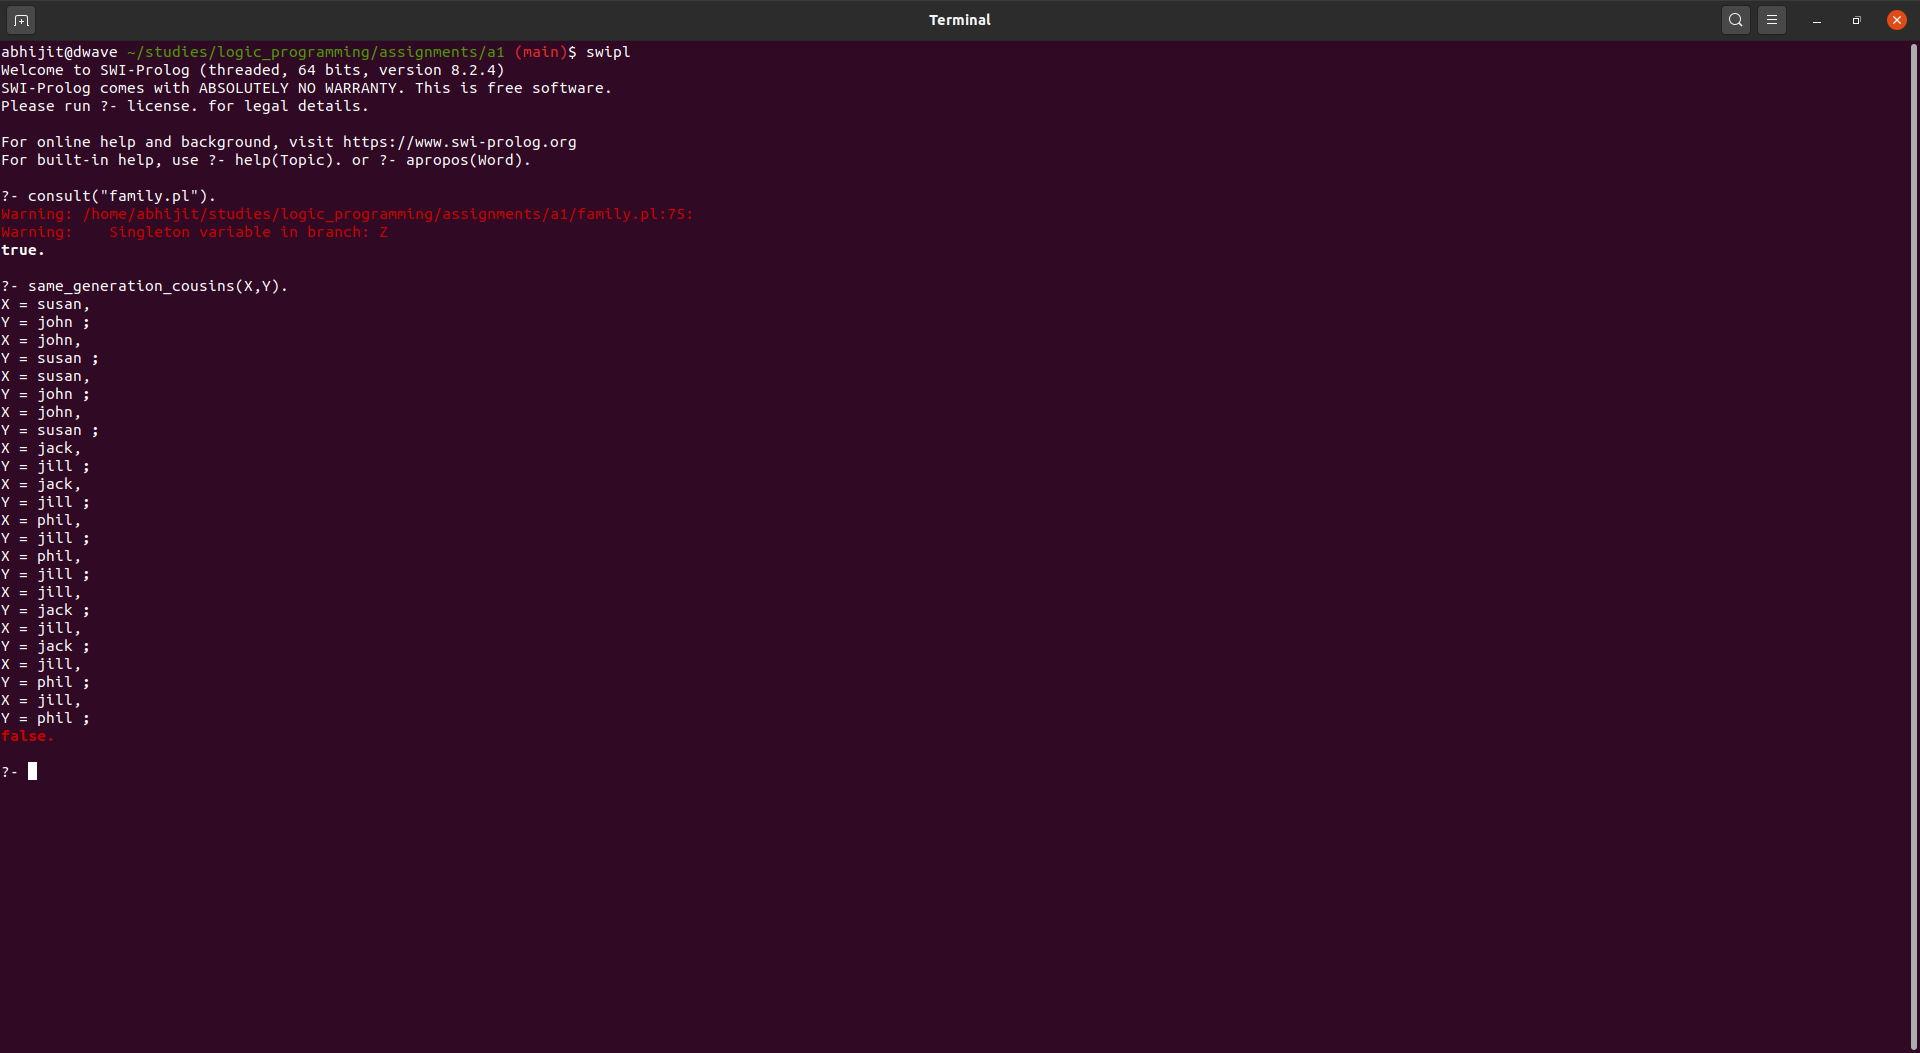 Terminal
abhijit@dwave ~/studies/logic_programming/assignments/a1 (main)$ swipl
Welcome to SWI-Prolog (threaded, 64 bits, version 8.2.4)
SWI-Prolog comes with ABSOLUTELY NO WARRANTY. This is free software.
Please run ?- license. for legal details.
For online help and background, visit https://www.swi-prolog.org
For built-in help, use ?- help(Topic). or ?- apropos(Word).
?- consult("family.pl").
Warning: /home/abhijit/studies/logic_programming/assignments/a1/family.pl:75:
Warning:    Singleton variable in branch: Z
true.
?- same_generation_cousins(X,Y).
X = susan,
Y = john ;
X = john,
Y = susan ;
X = susan,
Y = john ;
X = john,
Y = susan ;
X = jack,
Y = jill ;
X = jack,
Y = jill ;
X = phil,
Y = jill ;
X = phil,
Y = jill ;
X = jill,
Y = jack ;
X = jill,
Y = jack ;
X = jill,
Y = phil ;
X = jill,
Y = phil ;
false.
?-